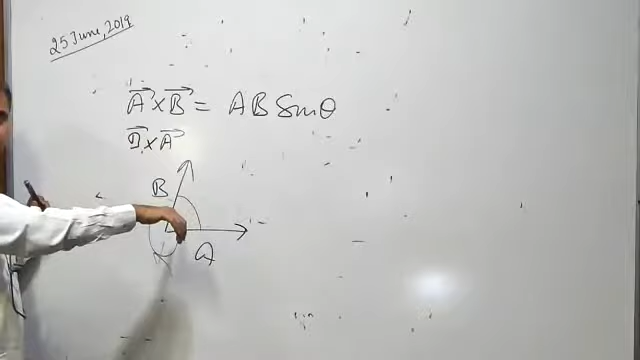 25 June, 2019
A × B = AB Sinθ
B × A
B
A